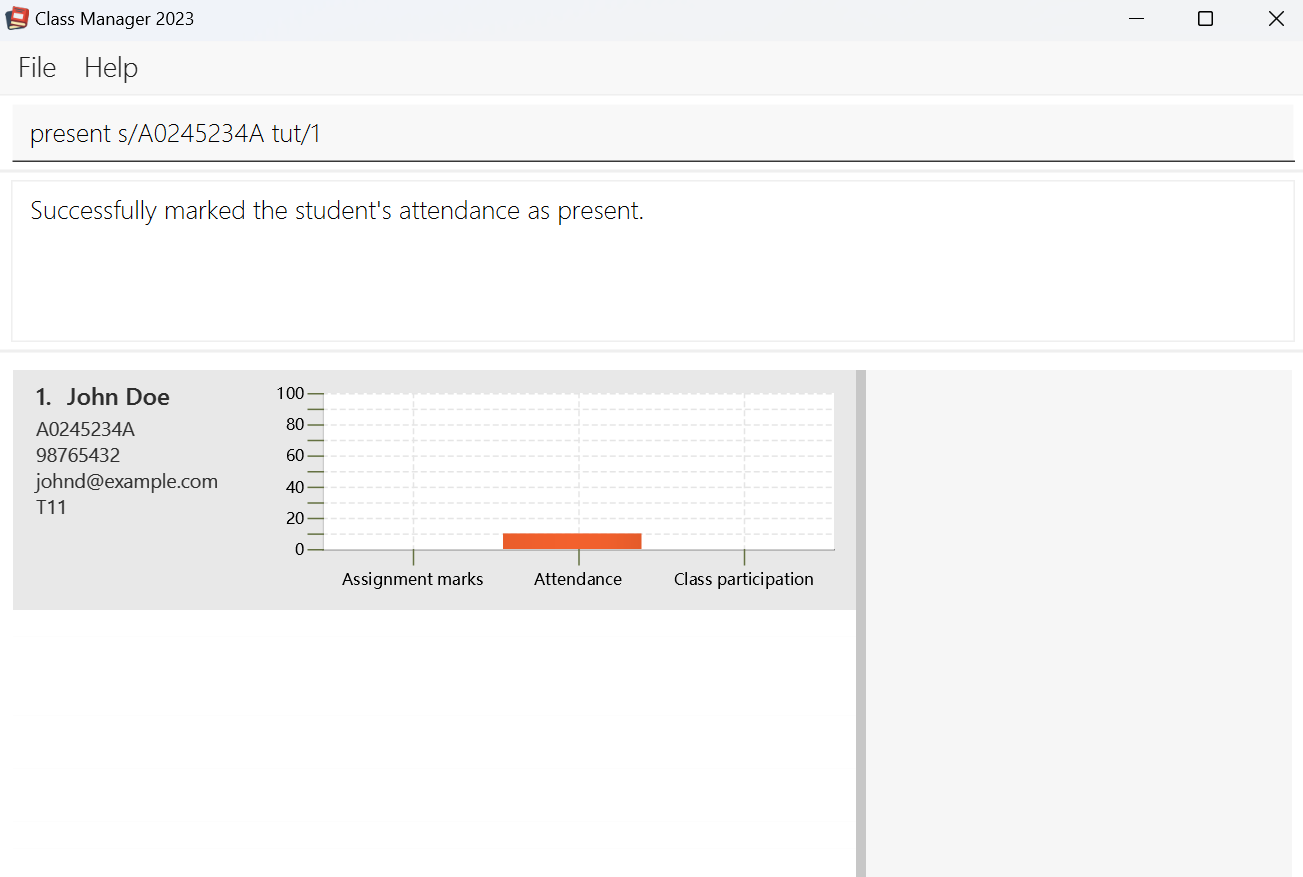 Class Manager 2023
File Help
present s/A0245234A tut/1
Successfully marked the student's attendance as present.
1. John Doe
A0245234A
98765432
johnd@example.com
T11
100
80
60
40
20
0
Assignment marks Attendance Class participation